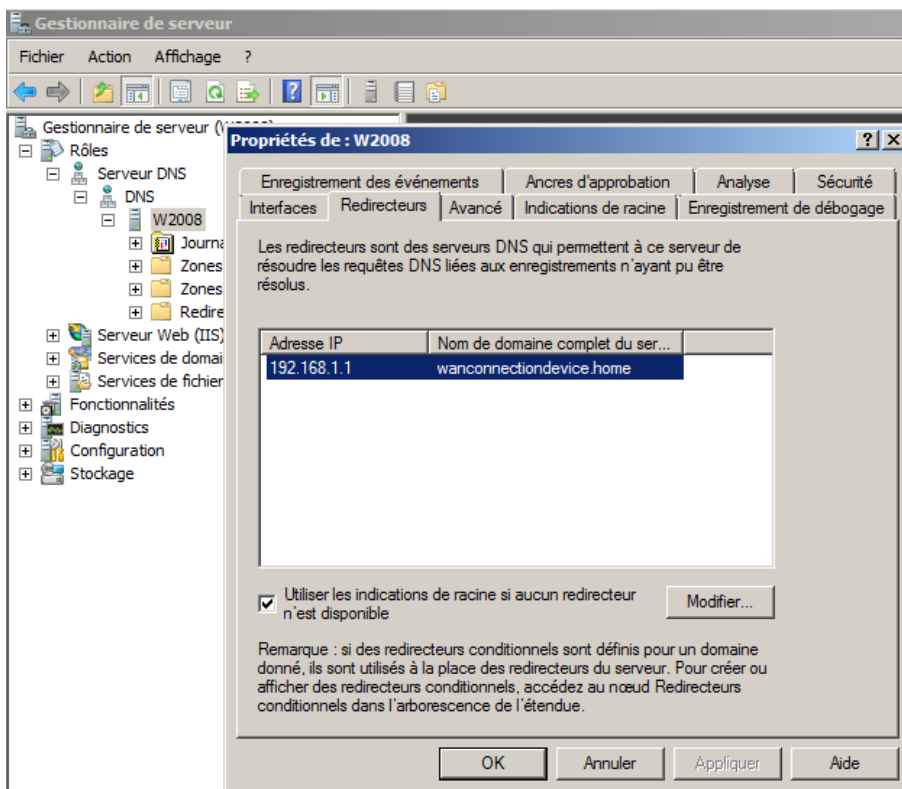 Gestionnaire de serveur
Fichier Action Affichage ?
Gestionnaire de serveur
Rôles
Serveur DNS
DNS
W2008
Journa
Zones
Zones
Redire
Serveur Web (IIS)
Services de domai
Services de fichier
Fonctionnalités
Diagnostics
Configuration
Stockage
Propriétés de : W2008
Enregistrement des événements Ancres d'approbation Analyse Sécurité
Interfaces Redirecteurs Avancé Indications de racine Enregistrement de débogage
Les redirecteurs sont des serveurs DNS qui permettent à ce serveur de
résoudre les requêtes DNS liées aux enregistrements n'ayant pu être
résolus.
Adresse IP Nom de domaine complet du ser...
192.168.1.1 wanconnectiondevice.home
Utiliser les indications de racine si aucun redirecteur
n'est disponible
Modifier...
Remarque : si des redirecteurs conditionnels sont définis pour un domaine
donné, ils sont utilisés à la place des redirecteurs du serveur. Pour créer ou
afficher des redirecteurs conditionnels, accédez au nœud Redirecteurs
conditionnels dans l'arborescence de l'étendue.
OK Annuler Appliquer Aide